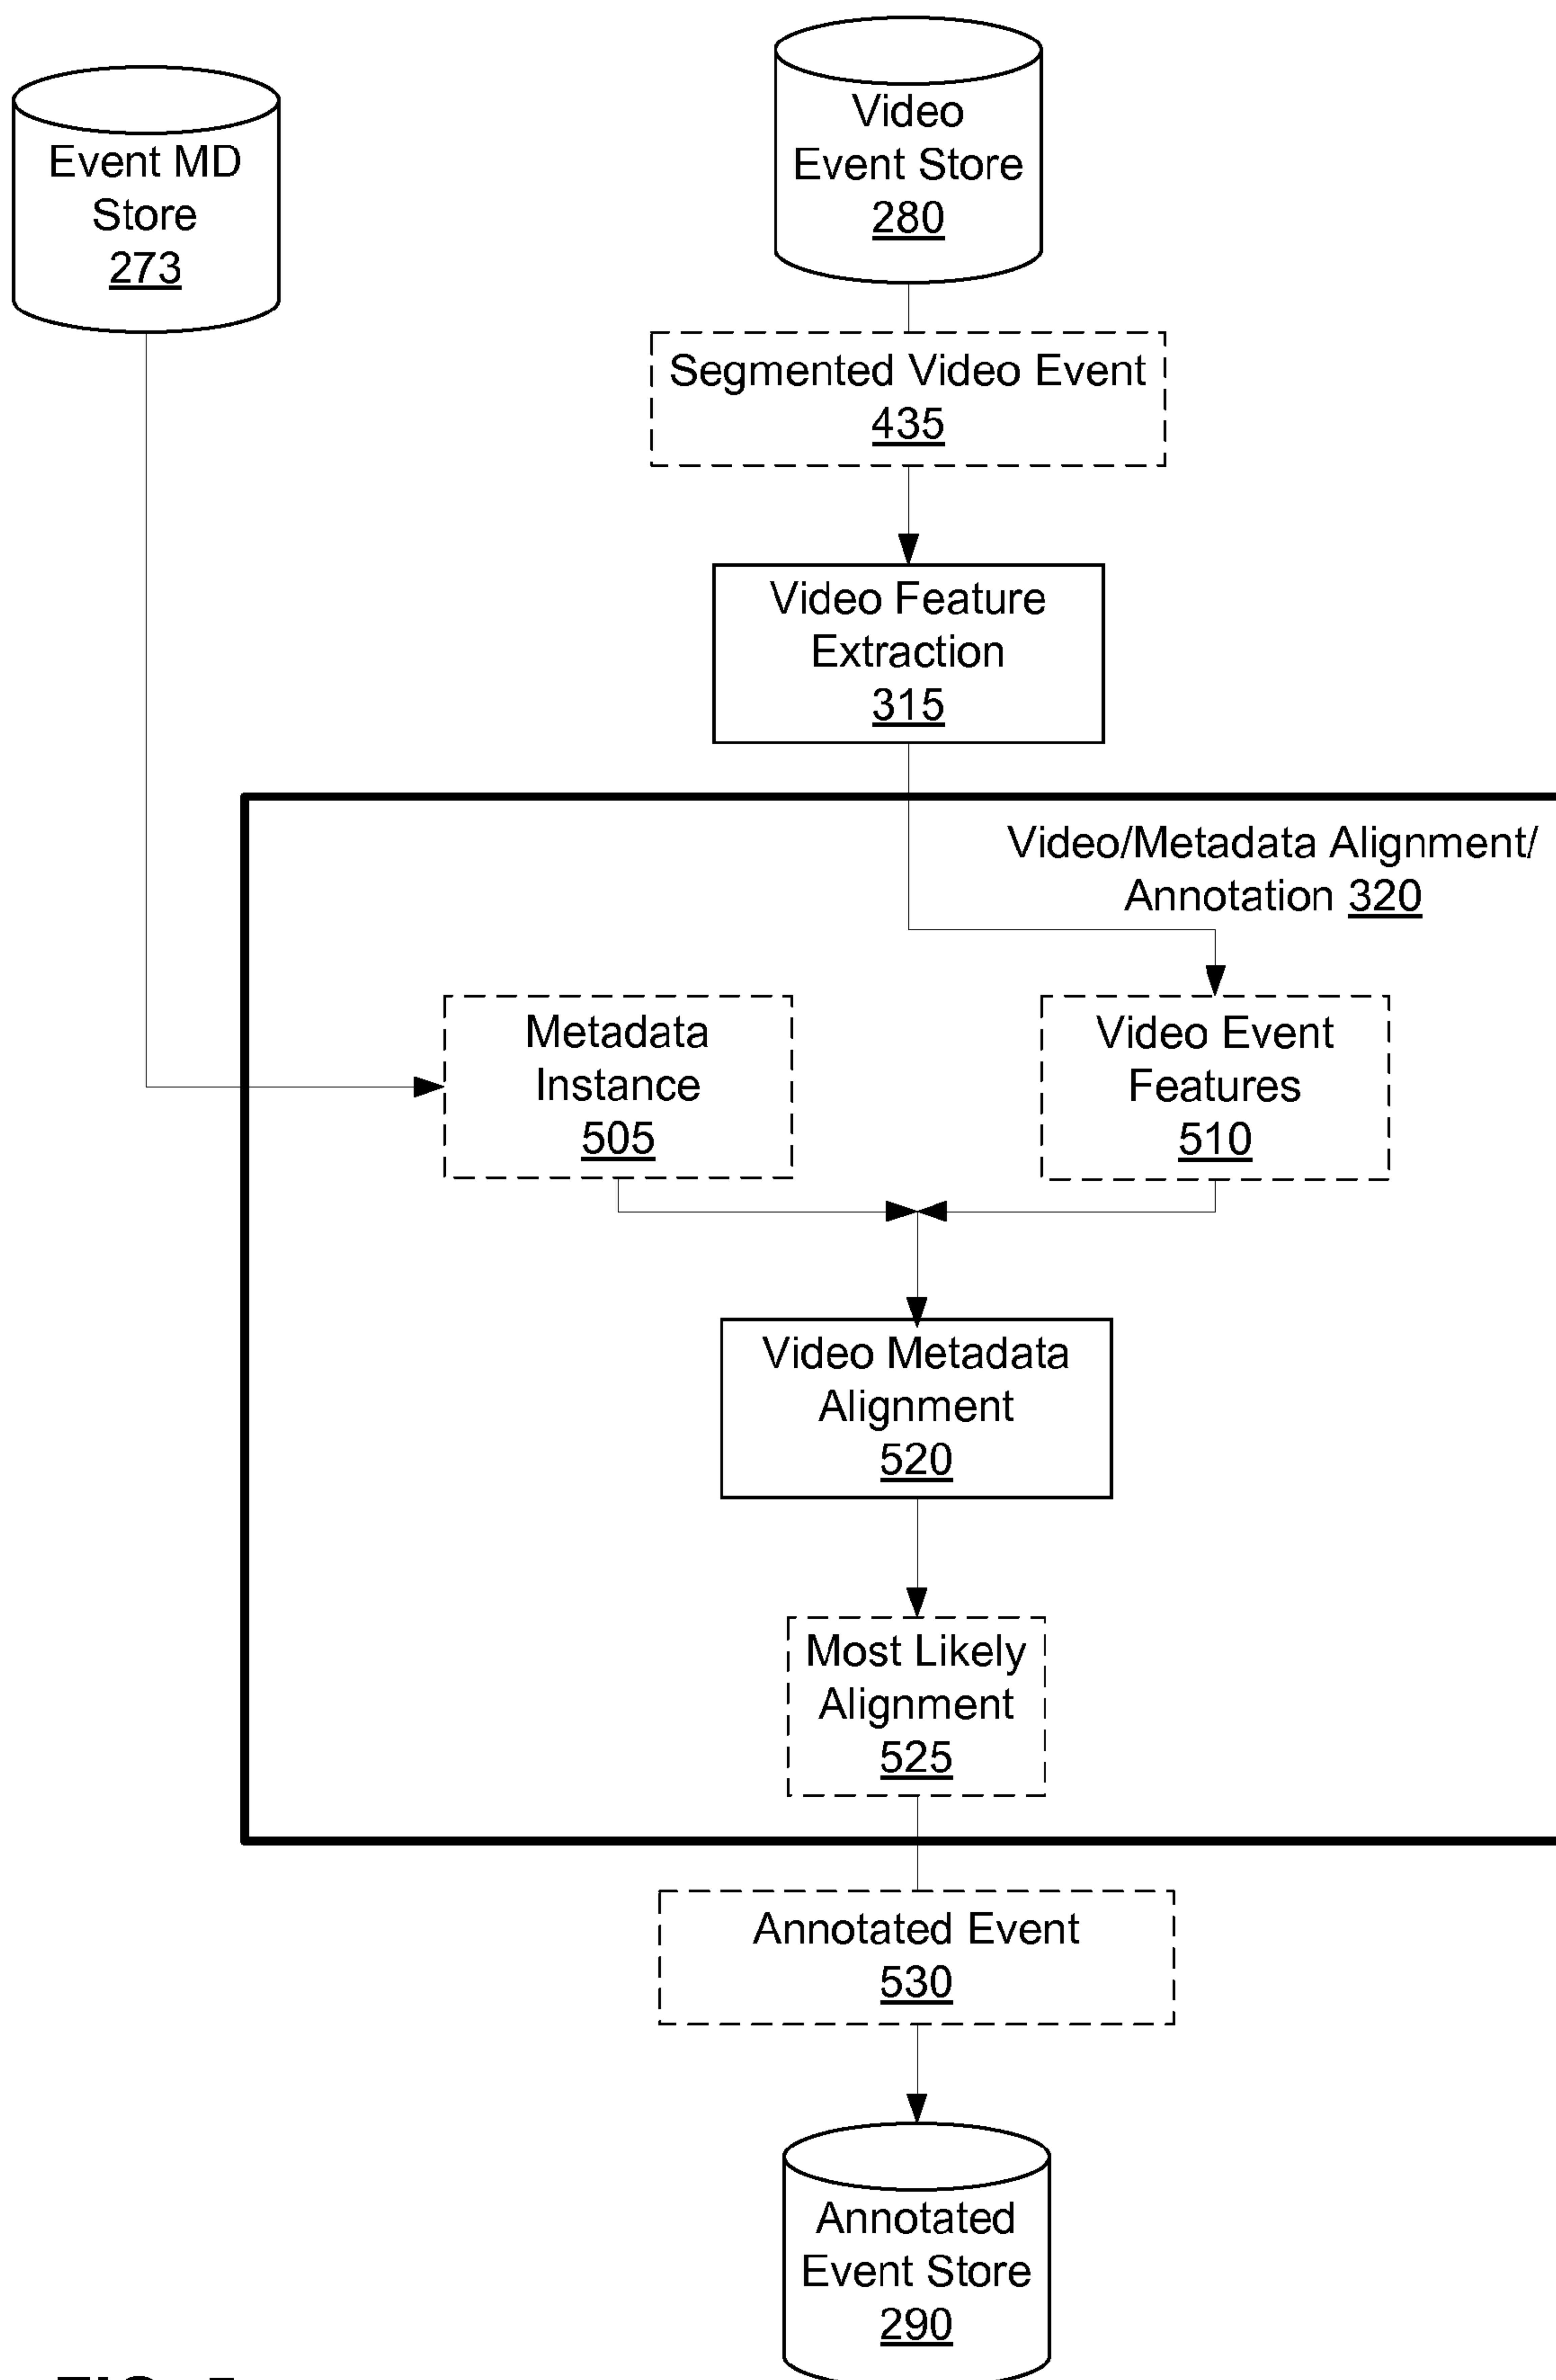 Event MD
Store
273
Video
Event Store
280
Segmented Video Event
435
Video Feature
Extraction
315
Video/Metadata Alignment/
Annotation 320
Metadata
Instance
505
Video Event
Features
510
Video Metadata
Alignment
520
Most Likely
Alignment
525
Annotated Event
530
Annotated
Event Store
290